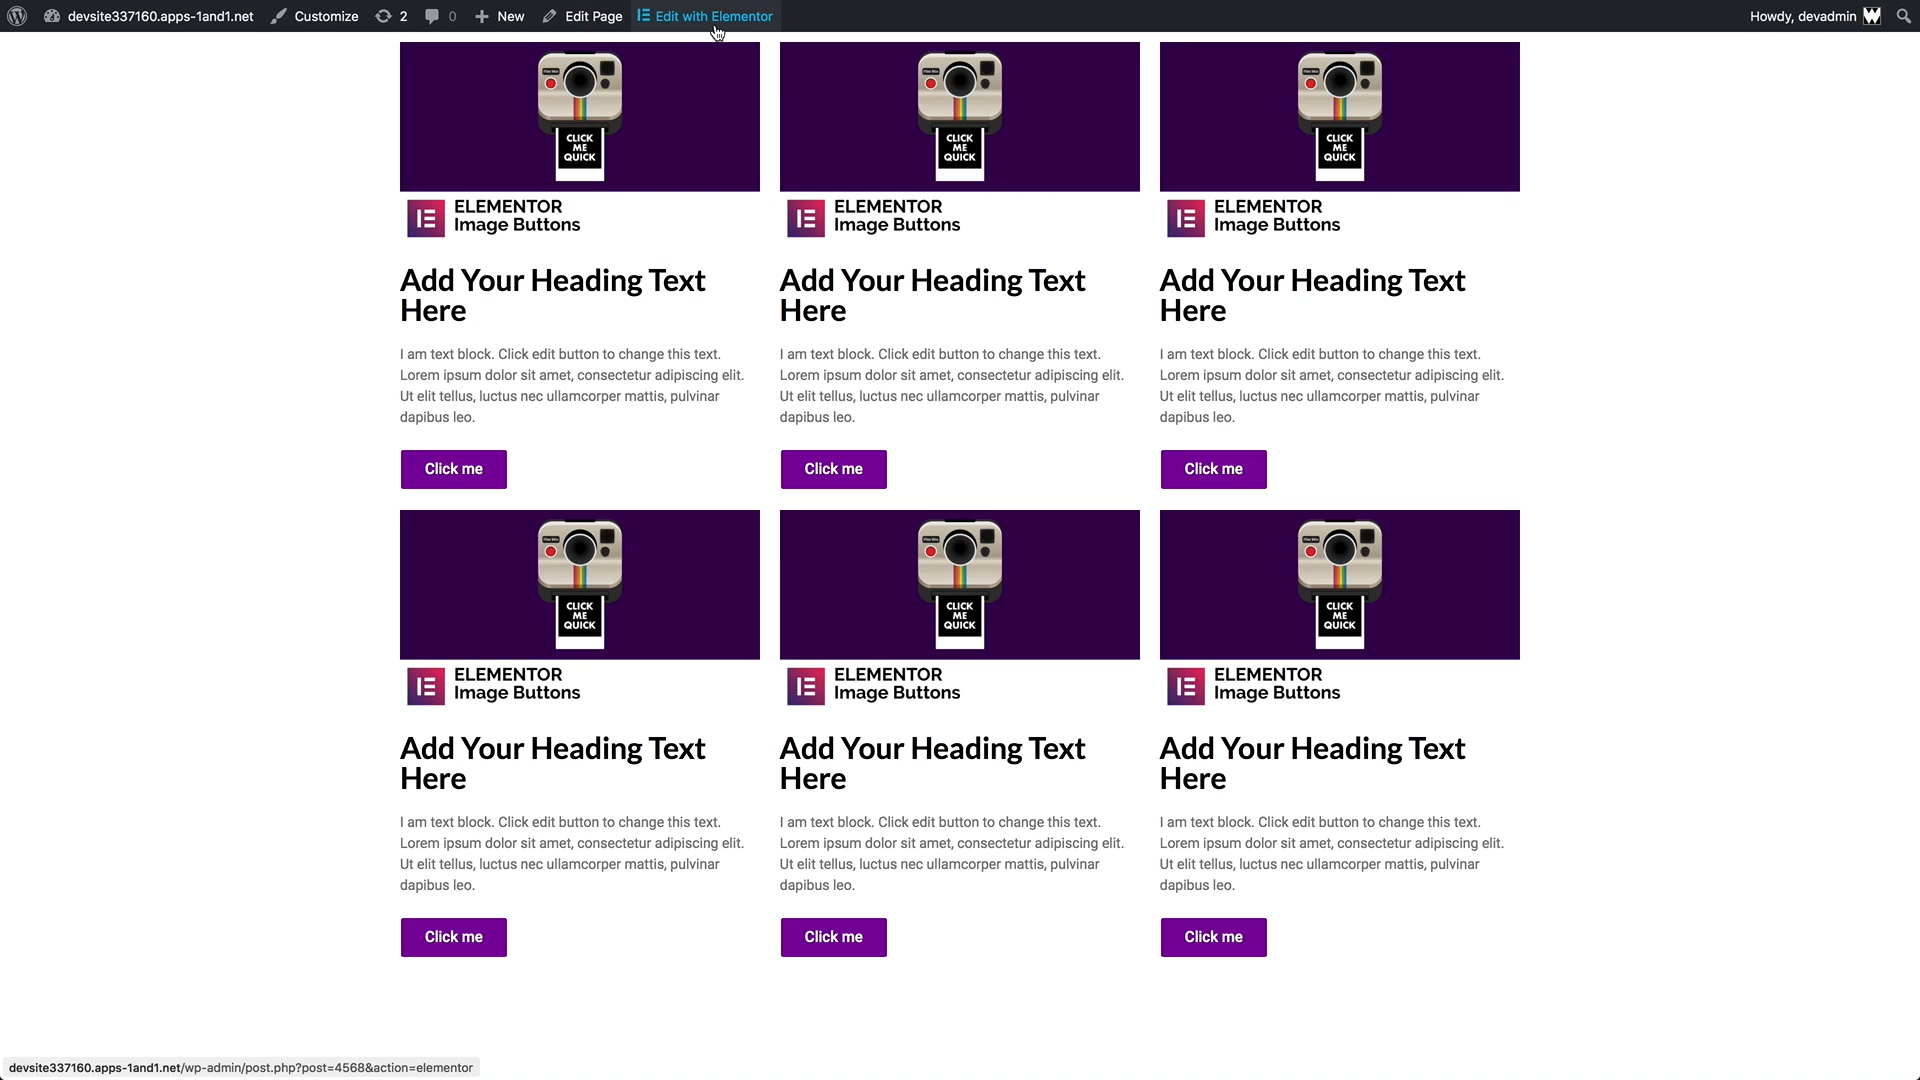 devsite337160.apps-1and1.net Customize 2 0 New Edit Page Edit with Elementor Howdy, devadmin
CLICK
ME
QUICK
ELEMENTOR
Image Buttons
Add Your Heading Text
Here
I am text block. Click edit button to change this text.
Lorem ipsum dolor sit amet, consectetur adipiscing elit.
Ut elit tellus, luctus nec ullamcorper mattis, pulvinar
dapibus leo.
Click me
CLICK
ME
QUICK
ELEMENTOR
Image Buttons
Add Your Heading Text
Here
I am text block. Click edit button to change this text.
Lorem ipsum dolor sit amet, consectetur adipiscing elit.
Ut elit tellus, luctus nec ullamcorper mattis, pulvinar
dapibus leo.
Click me
CLICK
ME
QUICK
ELEMENTOR
Image Buttons
Add Your Heading Text
Here
I am text block. Click edit button to change this text.
Lorem ipsum dolor sit amet, consectetur adipiscing elit.
Ut elit tellus, luctus nec ullamcorper mattis, pulvinar
dapibus leo.
Click me
CLICK
ME
QUICK
ELEMENTOR
Image Buttons
Add Your Heading Text
Here
I am text block. Click edit button to change this text.
Lorem ipsum dolor sit amet, consectetur adipiscing elit.
Ut elit tellus, luctus nec ullamcorper mattis, pulvinar
dapibus leo.
Click me
CLICK
ME
QUICK
ELEMENTOR
Image Buttons
Add Your Heading Text
Here
I am text block. Click edit button to change this text.
Lorem ipsum dolor sit amet, consectetur adipiscing elit.
Ut elit tellus, luctus nec ullamcorper mattis, pulvinar
dapibus leo.
Click me
CLICK
ME
QUICK
ELEMENTOR
Image Buttons
Add Your Heading Text
Here
I am text block. Click edit button to change this text.
Lorem ipsum dolor sit amet, consectetur adipiscing elit.
Ut elit tellus, luctus nec ullamcorper mattis, pulvinar
dapibus leo.
Click me
devsite337160.apps-1and1.net/wp-admin/post.php?post=4568&action=elementor